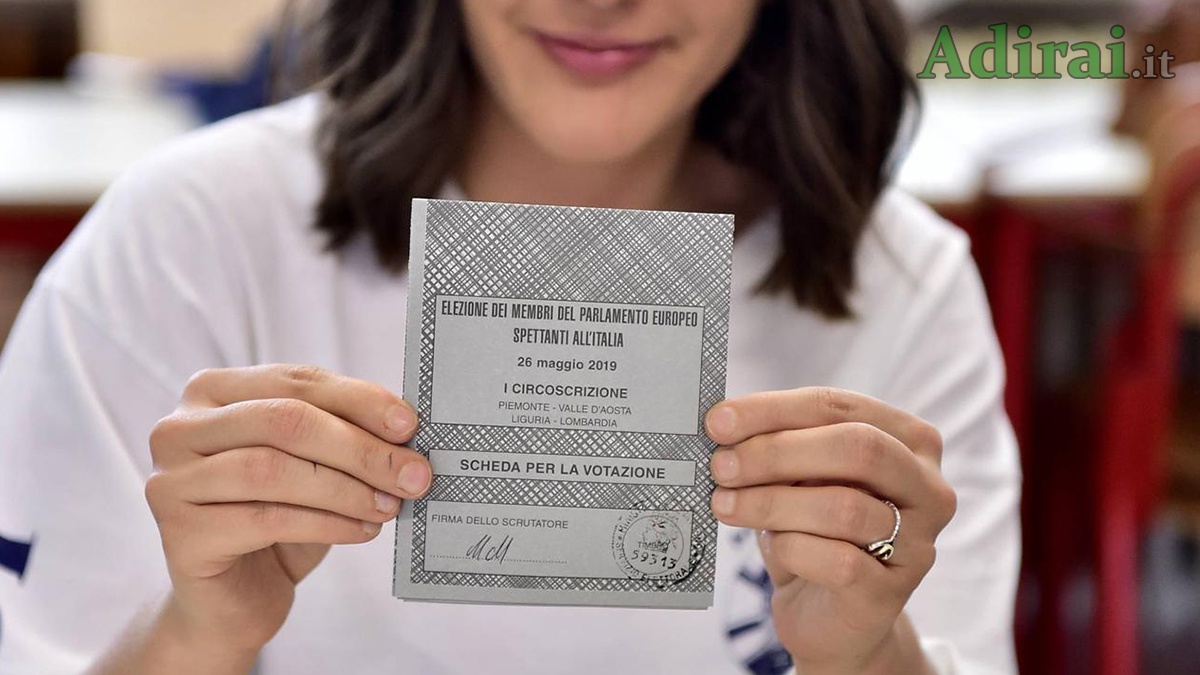 Adirai.it
ELEZIONE DEI MEMBRI DEL PARLAMENTO EUROPEO
SPETTANTI ALL'ITALIA
26 maggio 2019
I CIRCOSCRIZIONE
PIEMONTE - VALLE D'AOSTA
LIGURIA - LOMBARDIA
SCHEDA PER LA VOTAZIONE
FIRMA DELLO SCRUTATORE
59313